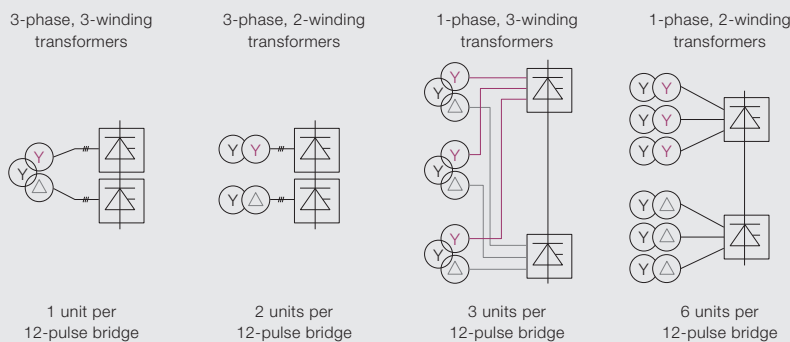 3-phase, 3-winding
transformers
3-phase, 2-winding
transformers
1-phase, 3-winding
transformers
1-phase, 2-winding
transformers
Y
Y
△
Y Y
Y △
Y
Y
△
Y
Y
△
Y
Y
△
Y Y
Y Y
Y Y
Y △
Y △
Y △
1 unit per
12-pulse bridge
2 units per
12-pulse bridge
3 units per
12-pulse bridge
6 units per
12-pulse bridge